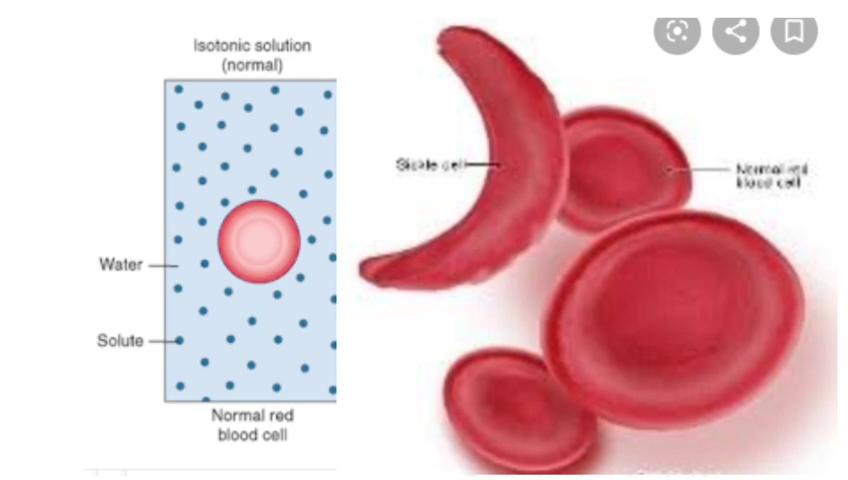 Isotonic solution
(normal)
Water
Solute
Normal red
blood cell
Sickle cell
Normal red
blood cell